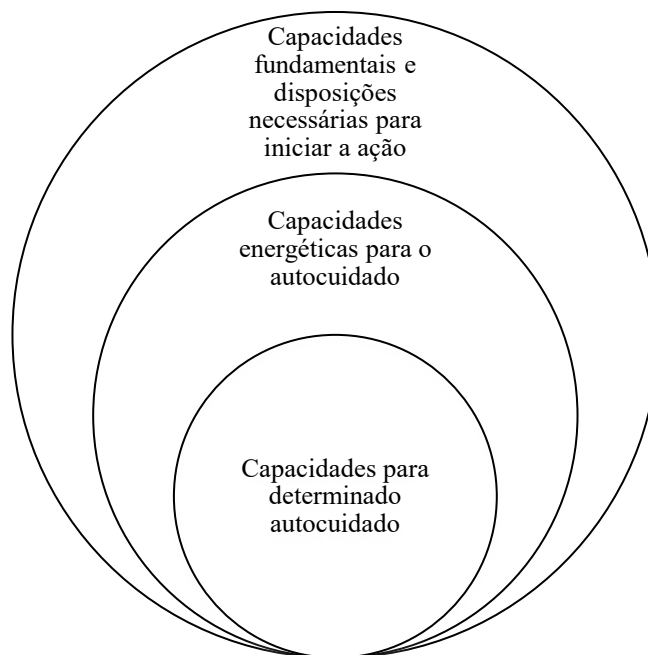 Capacidades
fundamentais e
disposições
necessárias para
iniciar a ação
Capacidades
energéticas para o
autocuidado
Capacidades para
determinado
autocuidado